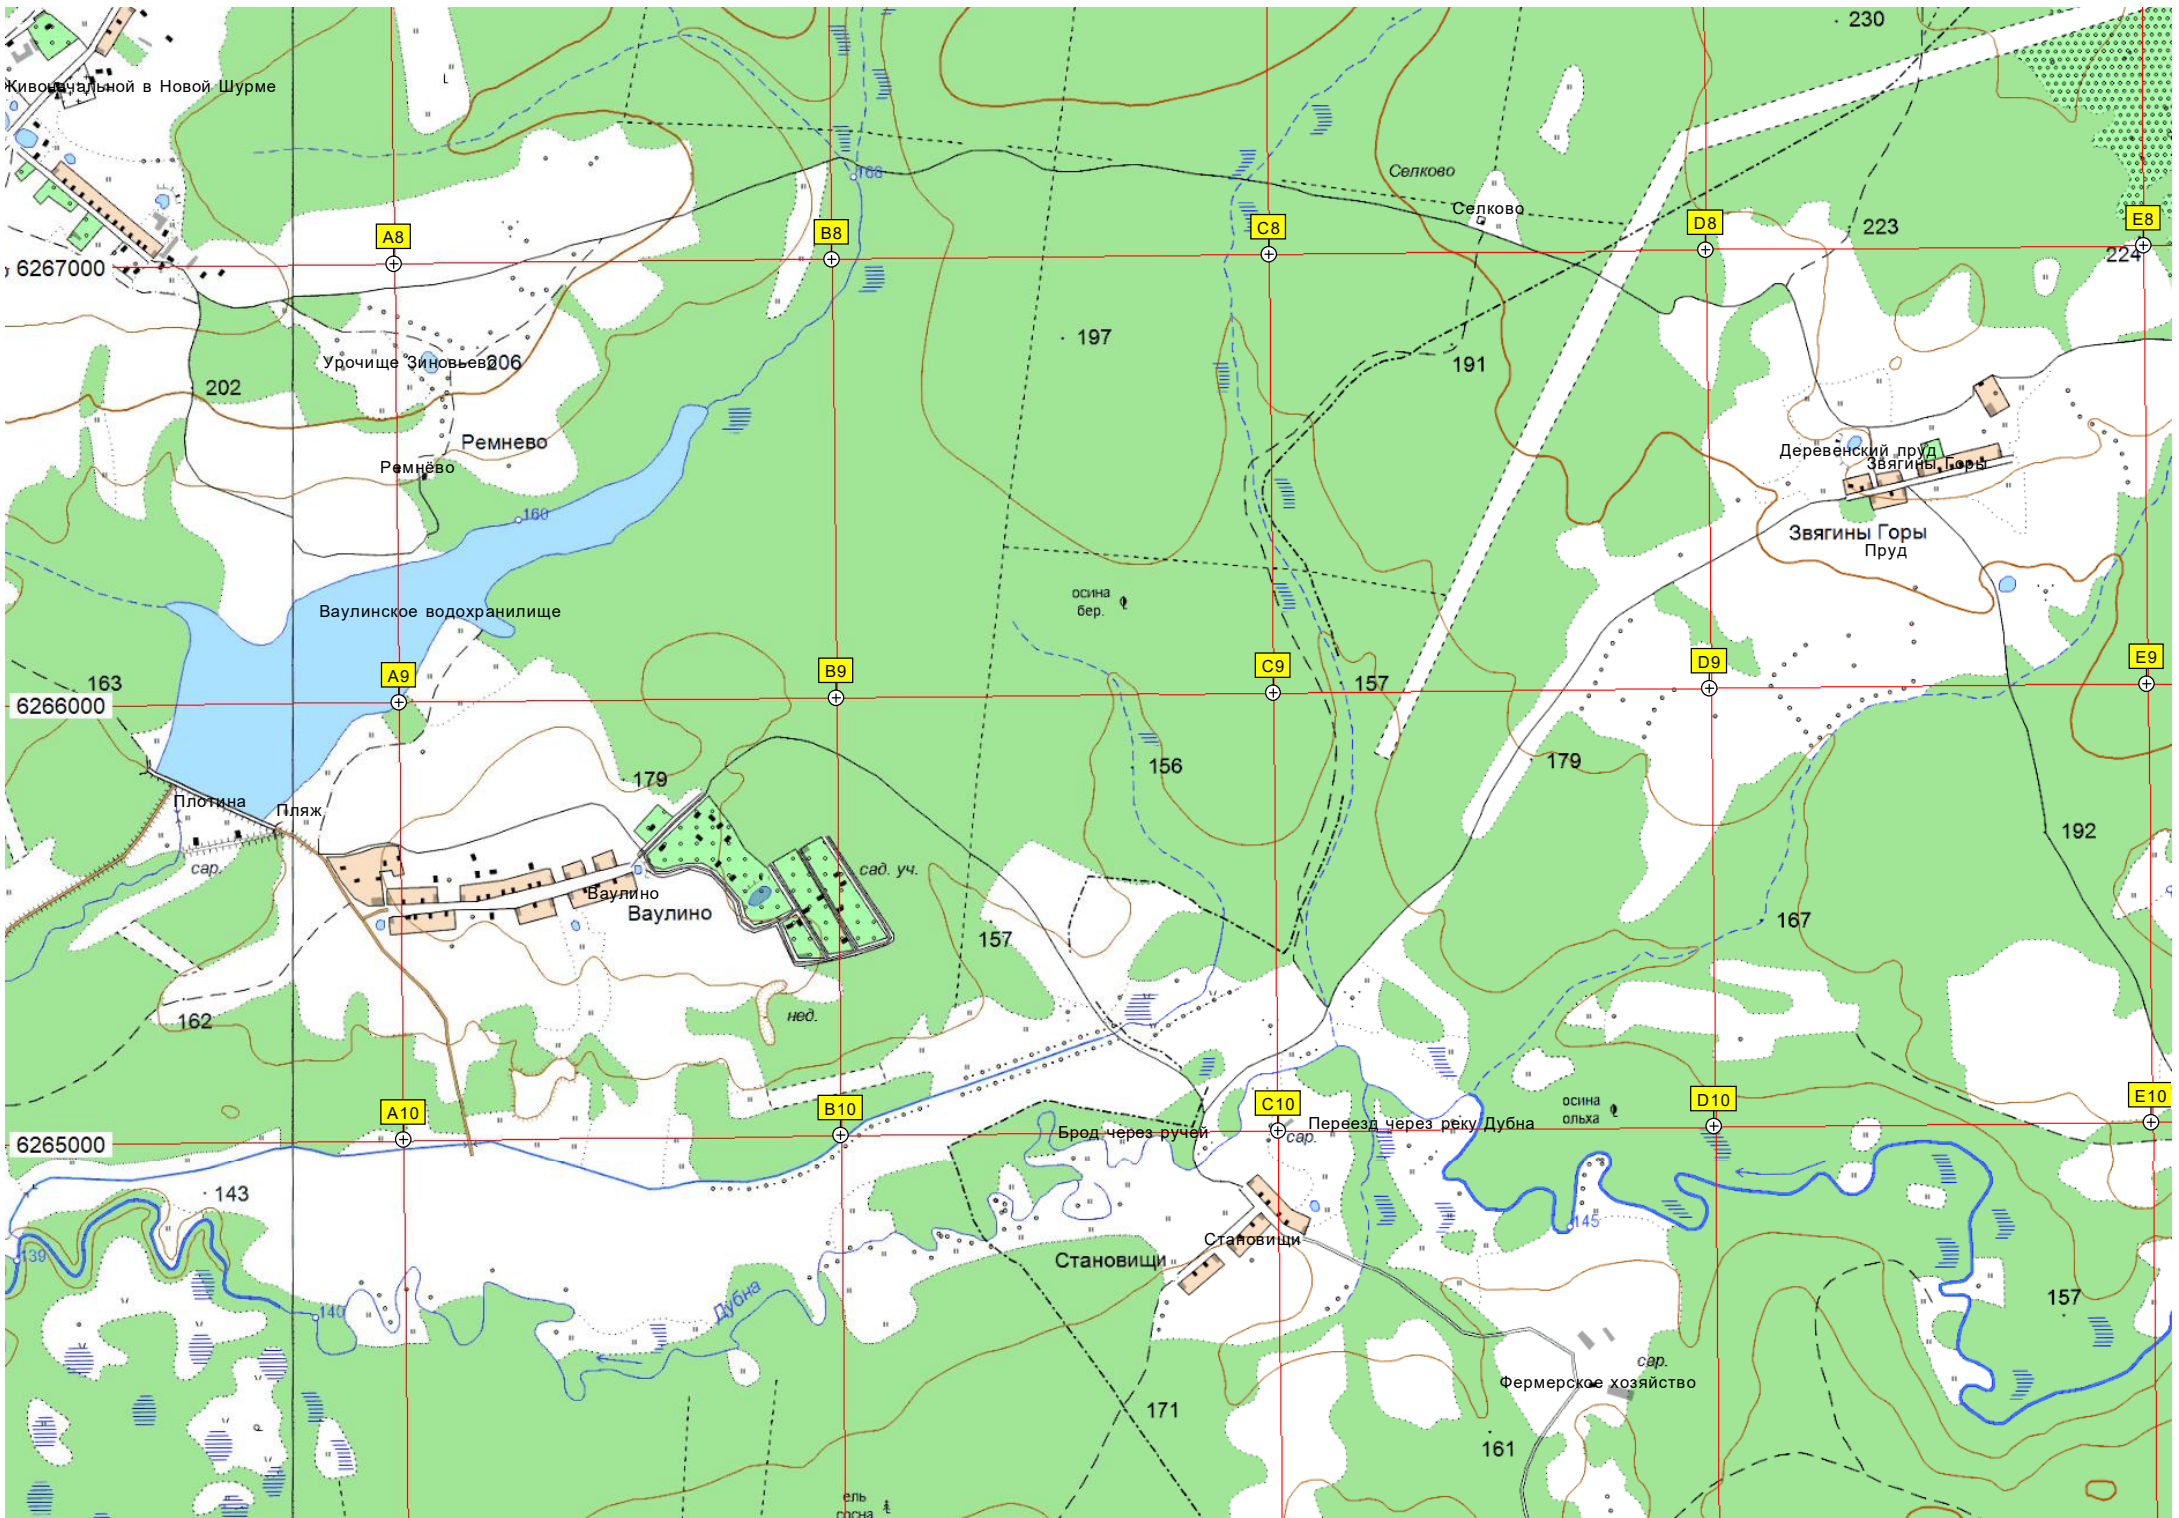 230
Живоначальной в Новой Шурме
168
Селково
Селково
A8
B8
C8
D8
E8
223
224
6267000
197
191
Урочище Зиновьево
206
202
Ремнево
Ремнёво
Деревенский пруд
Звягины Горы
160
Звягины Горы
Пруд
осина
бер.
Ваулинское водохранилище
A9
B9
C9
D9
E9
163
157
6266000
179
156
179
Плотина
Пляж
192
сар.
сад. уч.
Ваулино
Ваулино
157
167
162
нед.
A10
B10
C10
D10
E10
осина
ольха
Брод через ручей
сар.
Переезд через реку Дубна
6265000
143
145
139
Становищи
Становищи
140
Дубна
157
сар.
Фермерское хозяйство
171
161
ель
сосна